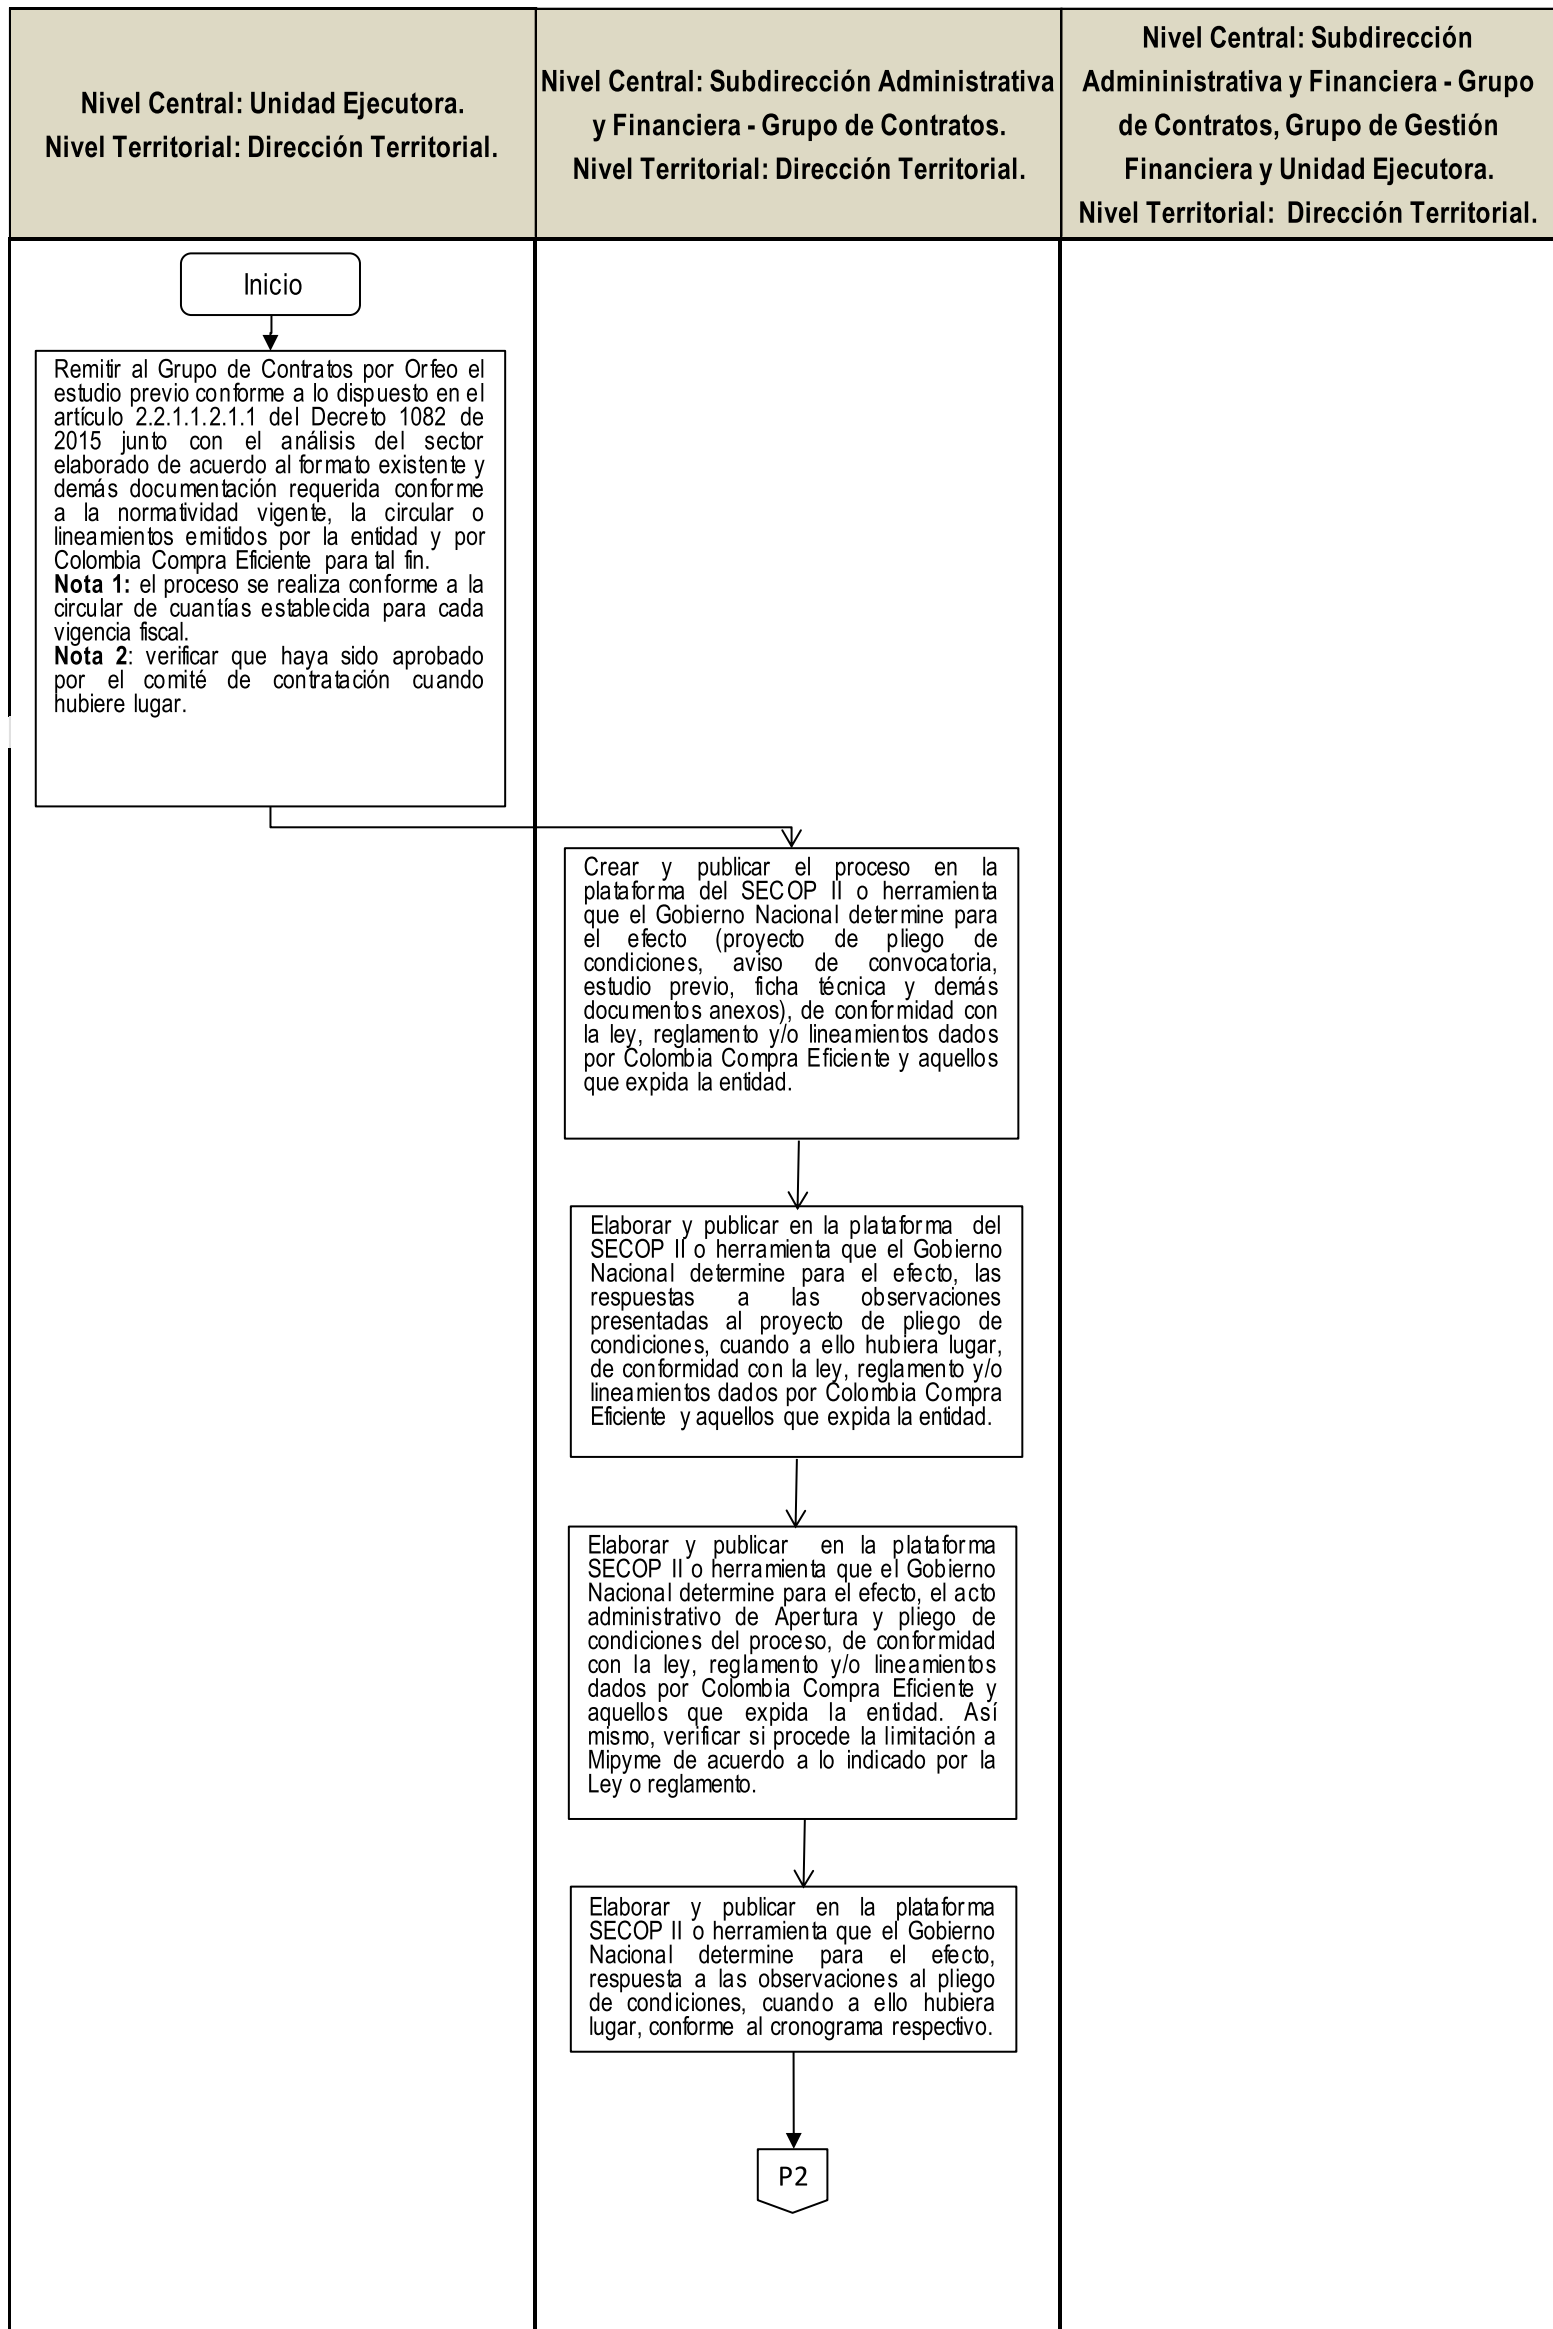 Nivel Central: Unidad Ejecutora.
Nivel Territorial: Dirección Territorial.
Nivel Central: Subdirección Administrativa
y Financiera - Grupo de Contratos.
Nivel Territorial: Dirección Territorial.
Nivel Central: Subdirección
Admininistrativa y Financiera - Grupo
de Contratos, Grupo de Gestión
Financiera y Unidad Ejecutora.
Nivel Territorial: Dirección Territorial.
Inicio
Remitir al Grupo de Contratos por Orfeo el
estudio previo conforme a lo dispuesto en el
artículo 2.2.1.1.2.1.1 del Decreto 1082 de
2015 junto con el análisis del sector
elaborado de acuerdo al formato existente y
demás documentación requerida conforme
a la normatividad vigente, la circular o
lineamientos emitidos por la entidad y por
Colombia Compra Eficiente para tal fin.
Nota 1: el proceso se realiza conforme a la
circular de cuantías establecida para cada
vigencia fiscal.
Nota 2: verificar que haya sido aprobado
por el comité de contratación cuando
hubiere lugar.
Crear y publicar el proceso en la
plataforma del SECOP II o herramienta
que el Gobierno Nacional determine para
el efecto (proyecto de pliego de
condiciones, aviso de convocatoria,
estudio previo, ficha técnica y demás
documentos anexos), de conformidad con
la ley, reglamento y/o lineamientos dados
por Colombia Compra Eficiente y aquellos
que expida la entidad.
Elaborar y publicar en la plataforma del
SECOP II o herramienta que el Gobierno
Nacional determine para el efecto, las
respuestas a las observaciones
presentadas al proyecto de pliego de
condiciones, cuando a ello hubiera lugar,
de conformidad con la ley, reglamento y/o
lineamientos dados por Colombia Compra
Eficiente y aquellos que expida la entidad.
Elaborar y publicar en la plataforma
SECOP II o herramienta que el Gobierno
Nacional determine para el efecto, el acto
administrativo de Apertura y pliego de
condiciones del proceso, de conformidad
con la ley, reglamento y/o lineamientos
dados por Colombia Compra Eficiente y
aquellos que expida la entidad. Así
mismo, verificar si procede la limitación a
Mipyme de acuerdo a lo indicado por la
Ley o reglamento.
Elaborar y publicar en la plataforma
SECOP II o herramienta que el Gobierno
Nacional determine para el efecto,
respuesta a las observaciones al pliego
de condiciones, cuando a ello hubiera
lugar, conforme al cronograma respectivo.
P2